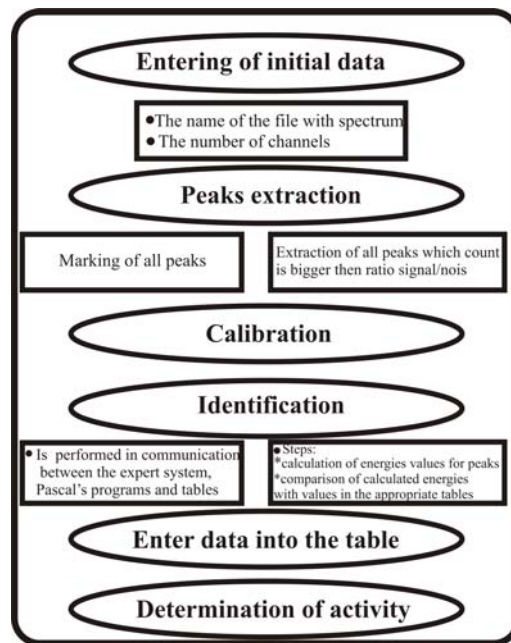 Entering of initial data
●The name of the file with spectrum
● The number of channels
Peaks extraction
Marking of all peaks
Extraction of all peaks which count
is bigger then ratio signal/nois
Calibration
Identification
● Is performed in communication
between the expert system,
Pascal's programs and tables
●Steps:
*calculation of energies values for peaks
*comparison of calculated energies
with values in the appropriate tables
Enter data into the table
Determination of activity